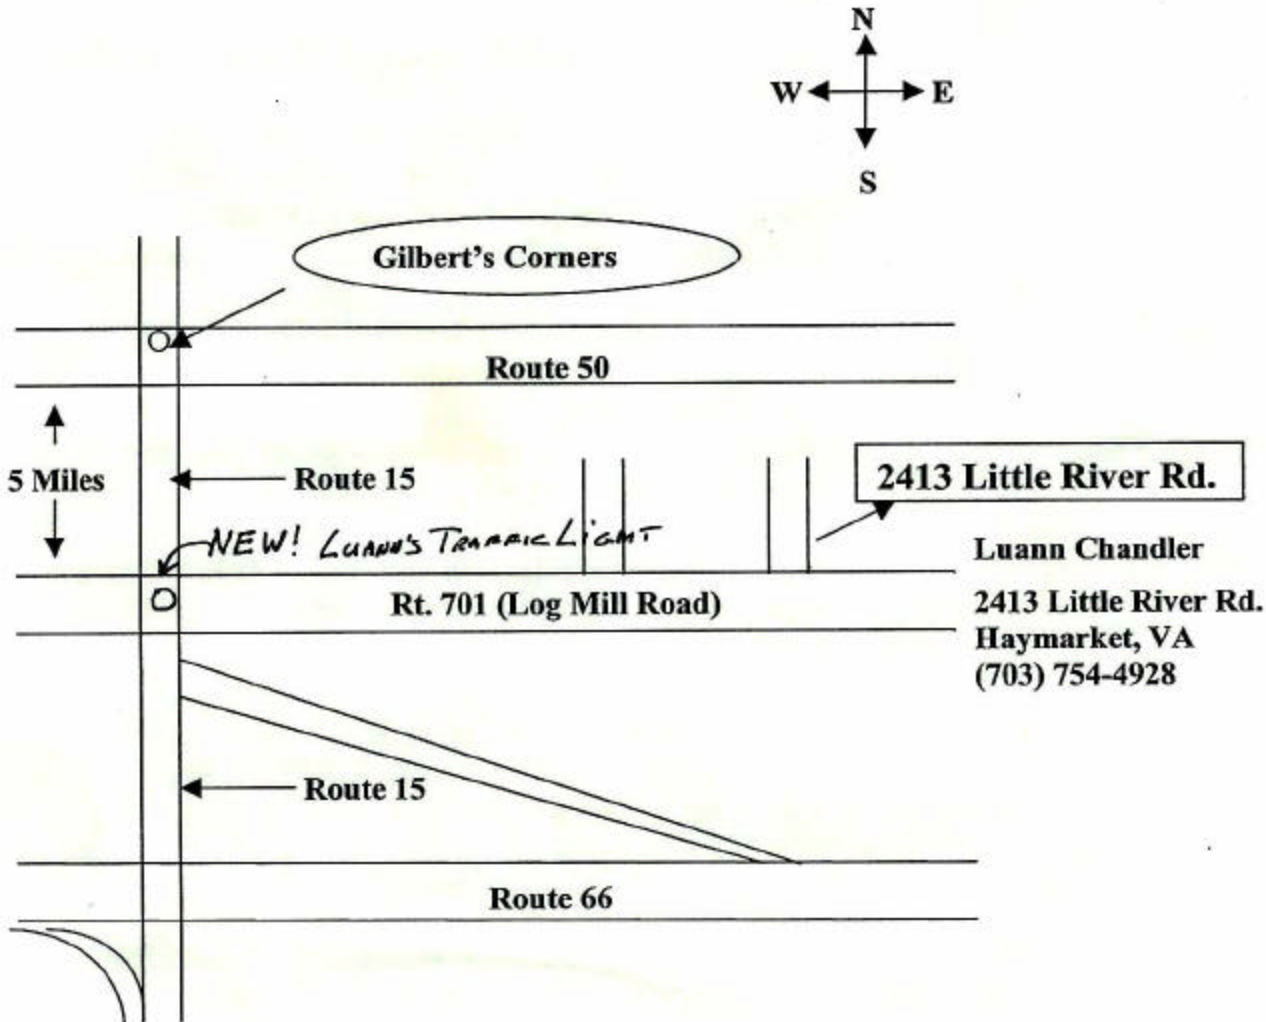 N
W E
S
Gilbert's Corners
Route 50
5 Miles
Route 15
2413 Little River Rd.
NEW! LUANN'S TRAFFIC LIGHT
Luann Chandler
Rt. 701 (Log Mill Road)
2413 Little River Rd.
Haymarket, VA
(703) 754-4928
Route 15
Route 66